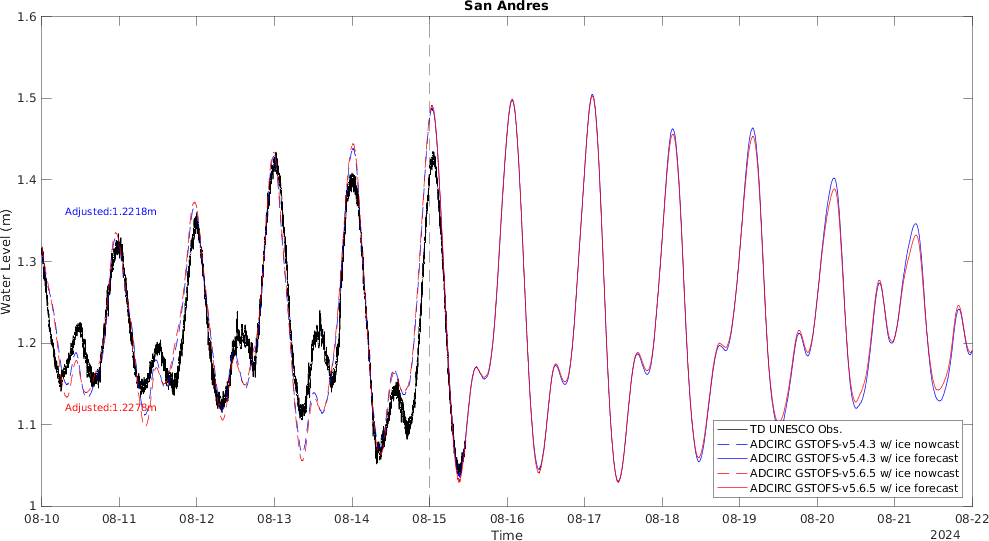 San Andres
1.6
1.5
1.4
1.3
1.2
1.1
1
Water Level (m)
Adjusted:1.2218m
Adjusted:1.2278m
TD UNESCO Obs.
ADCIRC GSTOFS-v5.4.3 w/ ice nowcast
ADCIRC GSTOFS-v5.4.3 w/ ice forecast
ADCIRC GSTOFS-v5.6.5 w/ ice nowcast
ADCIRC GSTOFS-v5.6.5 w/ ice forecast
08-10 08-11 08-12 08-13 08-14 08-15 08-16 08-17 08-18 08-19 08-20 08-21 08-22
Time
2024